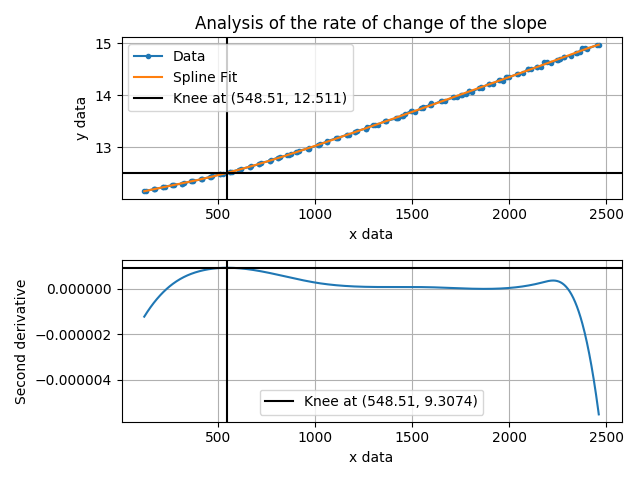 Analysis of the rate of change of the slope
15
14
13
y data
Data
Spline Fit
Knee at (548.51, 12.511)
500 1000 1500 2000 2500
x data
0.000000
−0.000002
−0.000004
Second derivative
Knee at (548.51, 9.3074)
500 1000 1500 2000 2500
x data